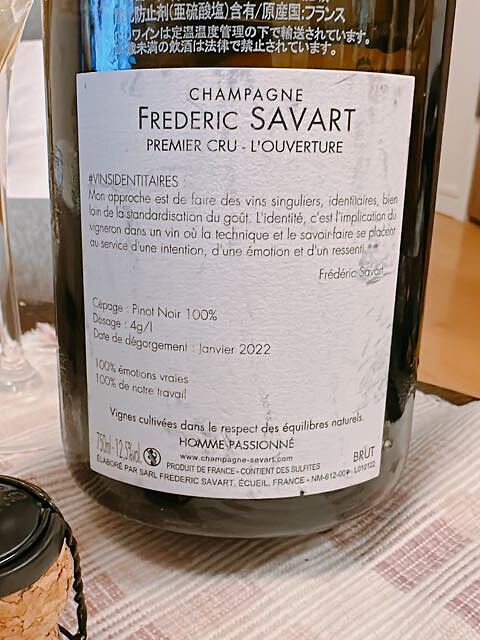 防止剤(亜硫酸塩)含有/原産国:フランス
ワインは定温温度管理の下で輸送されています。
歳未満の飲酒は法律で禁止されています。
CHAMPAGNE
FREDERIC SAVART
PREMIER CRU - L'OUVERTURE
#VINSIDENTITAIRES
Mon approche est de faire des vins singuliers, identitaires, bien
loin de la standardisation du goût. L'identité, c'est l'implication du
vigneron dans un vin où la technique et le savoir-faire se placent
au service d'une intention, d'une émotion et d'un ressenti.
Frédéric Savart
Cépage : Pinot Noir 100%
Dosage : 4g/l
Date de dégorgement : Janvier 2022
100% émotions vraies
100% de notre travail
Vignes cultivées dans le respect des équilibres naturels.
HOMME PASSIONNÉ
750ml - 12,5%vol
www.champagne-savart.com
BRUT
PRODUIT DE FRANCE - CONTIENT DES SULFITES
ÉLABORÉ PAR SARL FREDERIC SAVART, ÉCUEIL, FRANCE - NM-612-00 - L010122